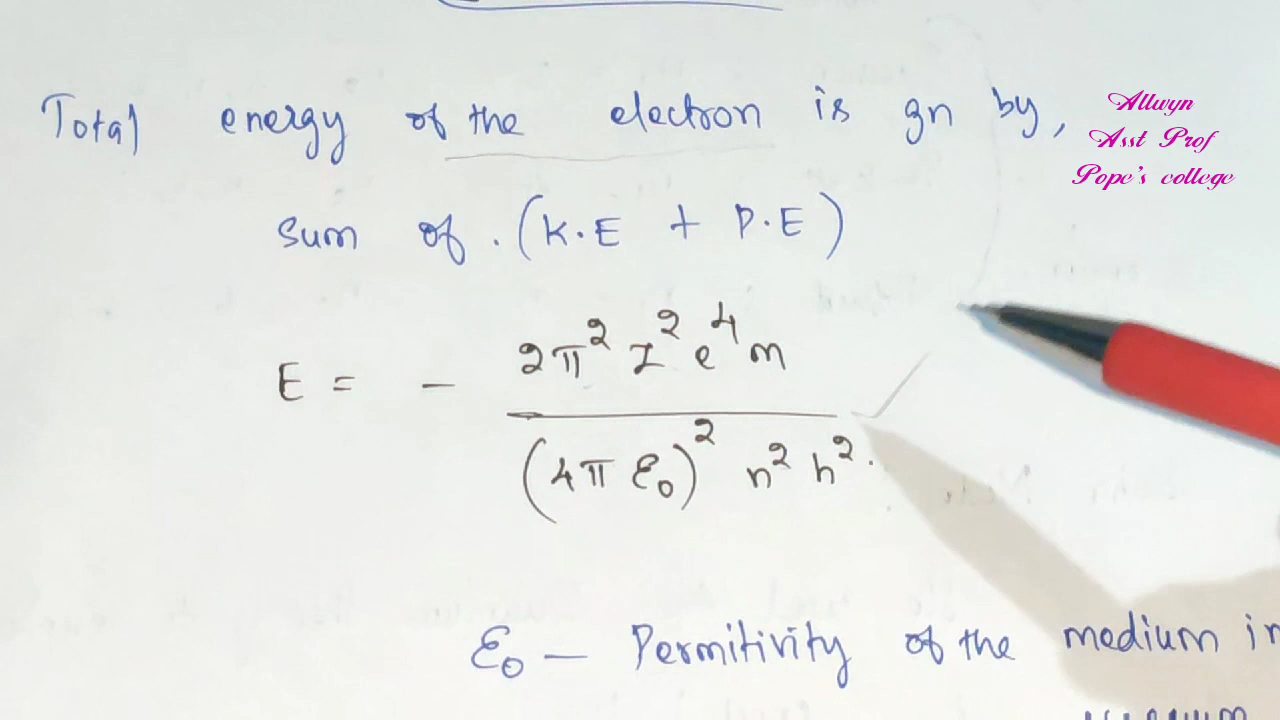 Total energy of the electron is gn by,
Allwyn
Asst Prof
Pope's college
Sum of . (K.E + P.E)
E = - 2π² Z² e⁴ m
(4π ε₀)² n² h².
ε₀ — Permitivity of the medium in